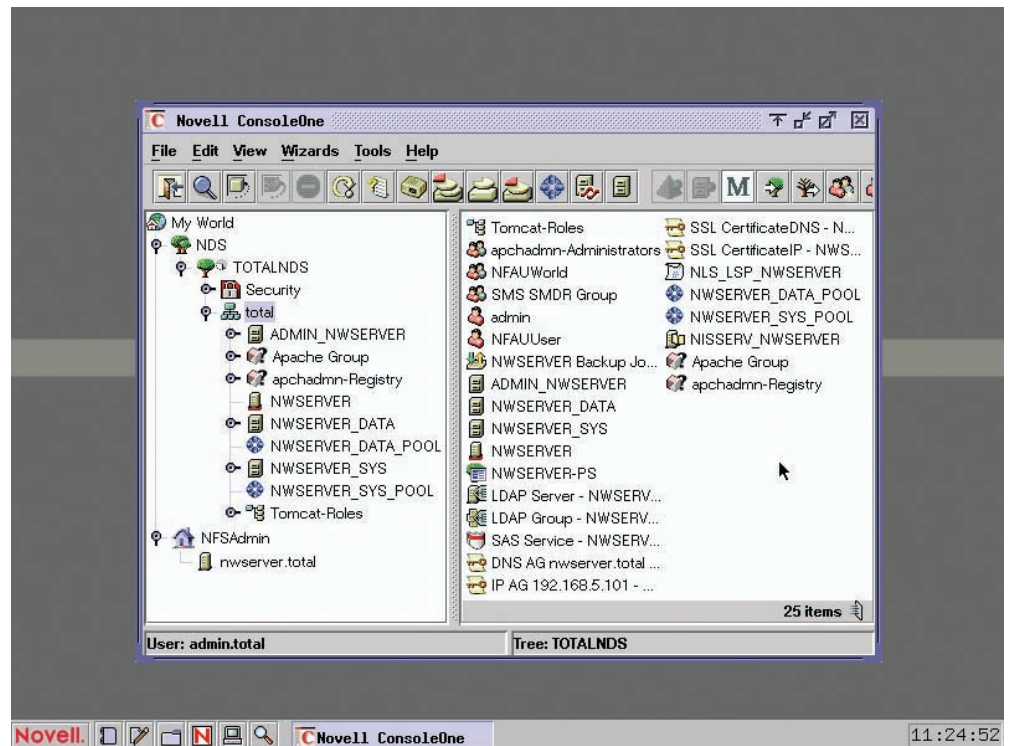 Novell ConsoleOne
File Edit View Wizards Tools Help
M
My World
NDS
TOTALNDS
Security
total
ADMIN_NWSERVER
Apache Group
apchadmn-Registry
NWSERVER
NWSERVER_DATA
NWSERVER_DATA_POOL
NWSERVER_SYS
NWSERVER_SYS_POOL
Tomcat-Roles
NFSAdmin
nwserver.total
Tomcat-Roles
apchadmn-Administrators
NFAUWorld
SMS SMDR Group
admin
NFAUUser
NWSERVER Backup Jo...
ADMIN_NWSERVER
NWSERVER_DATA
NWSERVER_SYS
NWSERVER
NWSERVER-PS
LDAP Server - NWSERV...
LDAP Group - NWSERV...
SAS Service - NWSERV...
DNS AG nwserver.total ...
IP AG 192.168.5.101 - ...
SSL CertificateDNS - N...
SSL CertificateIP - NWS...
NLS_LSP_NWSERVER
NWSERVER_DATA_POOL
NWSERVER_SYS_POOL
NISSERV_NWSERVER
Apache Group
apchadmn-Registry
25 items
User: admin.total
Tree: TOTALNDS
Novell. N Novell ConsoleOne 11:24:52